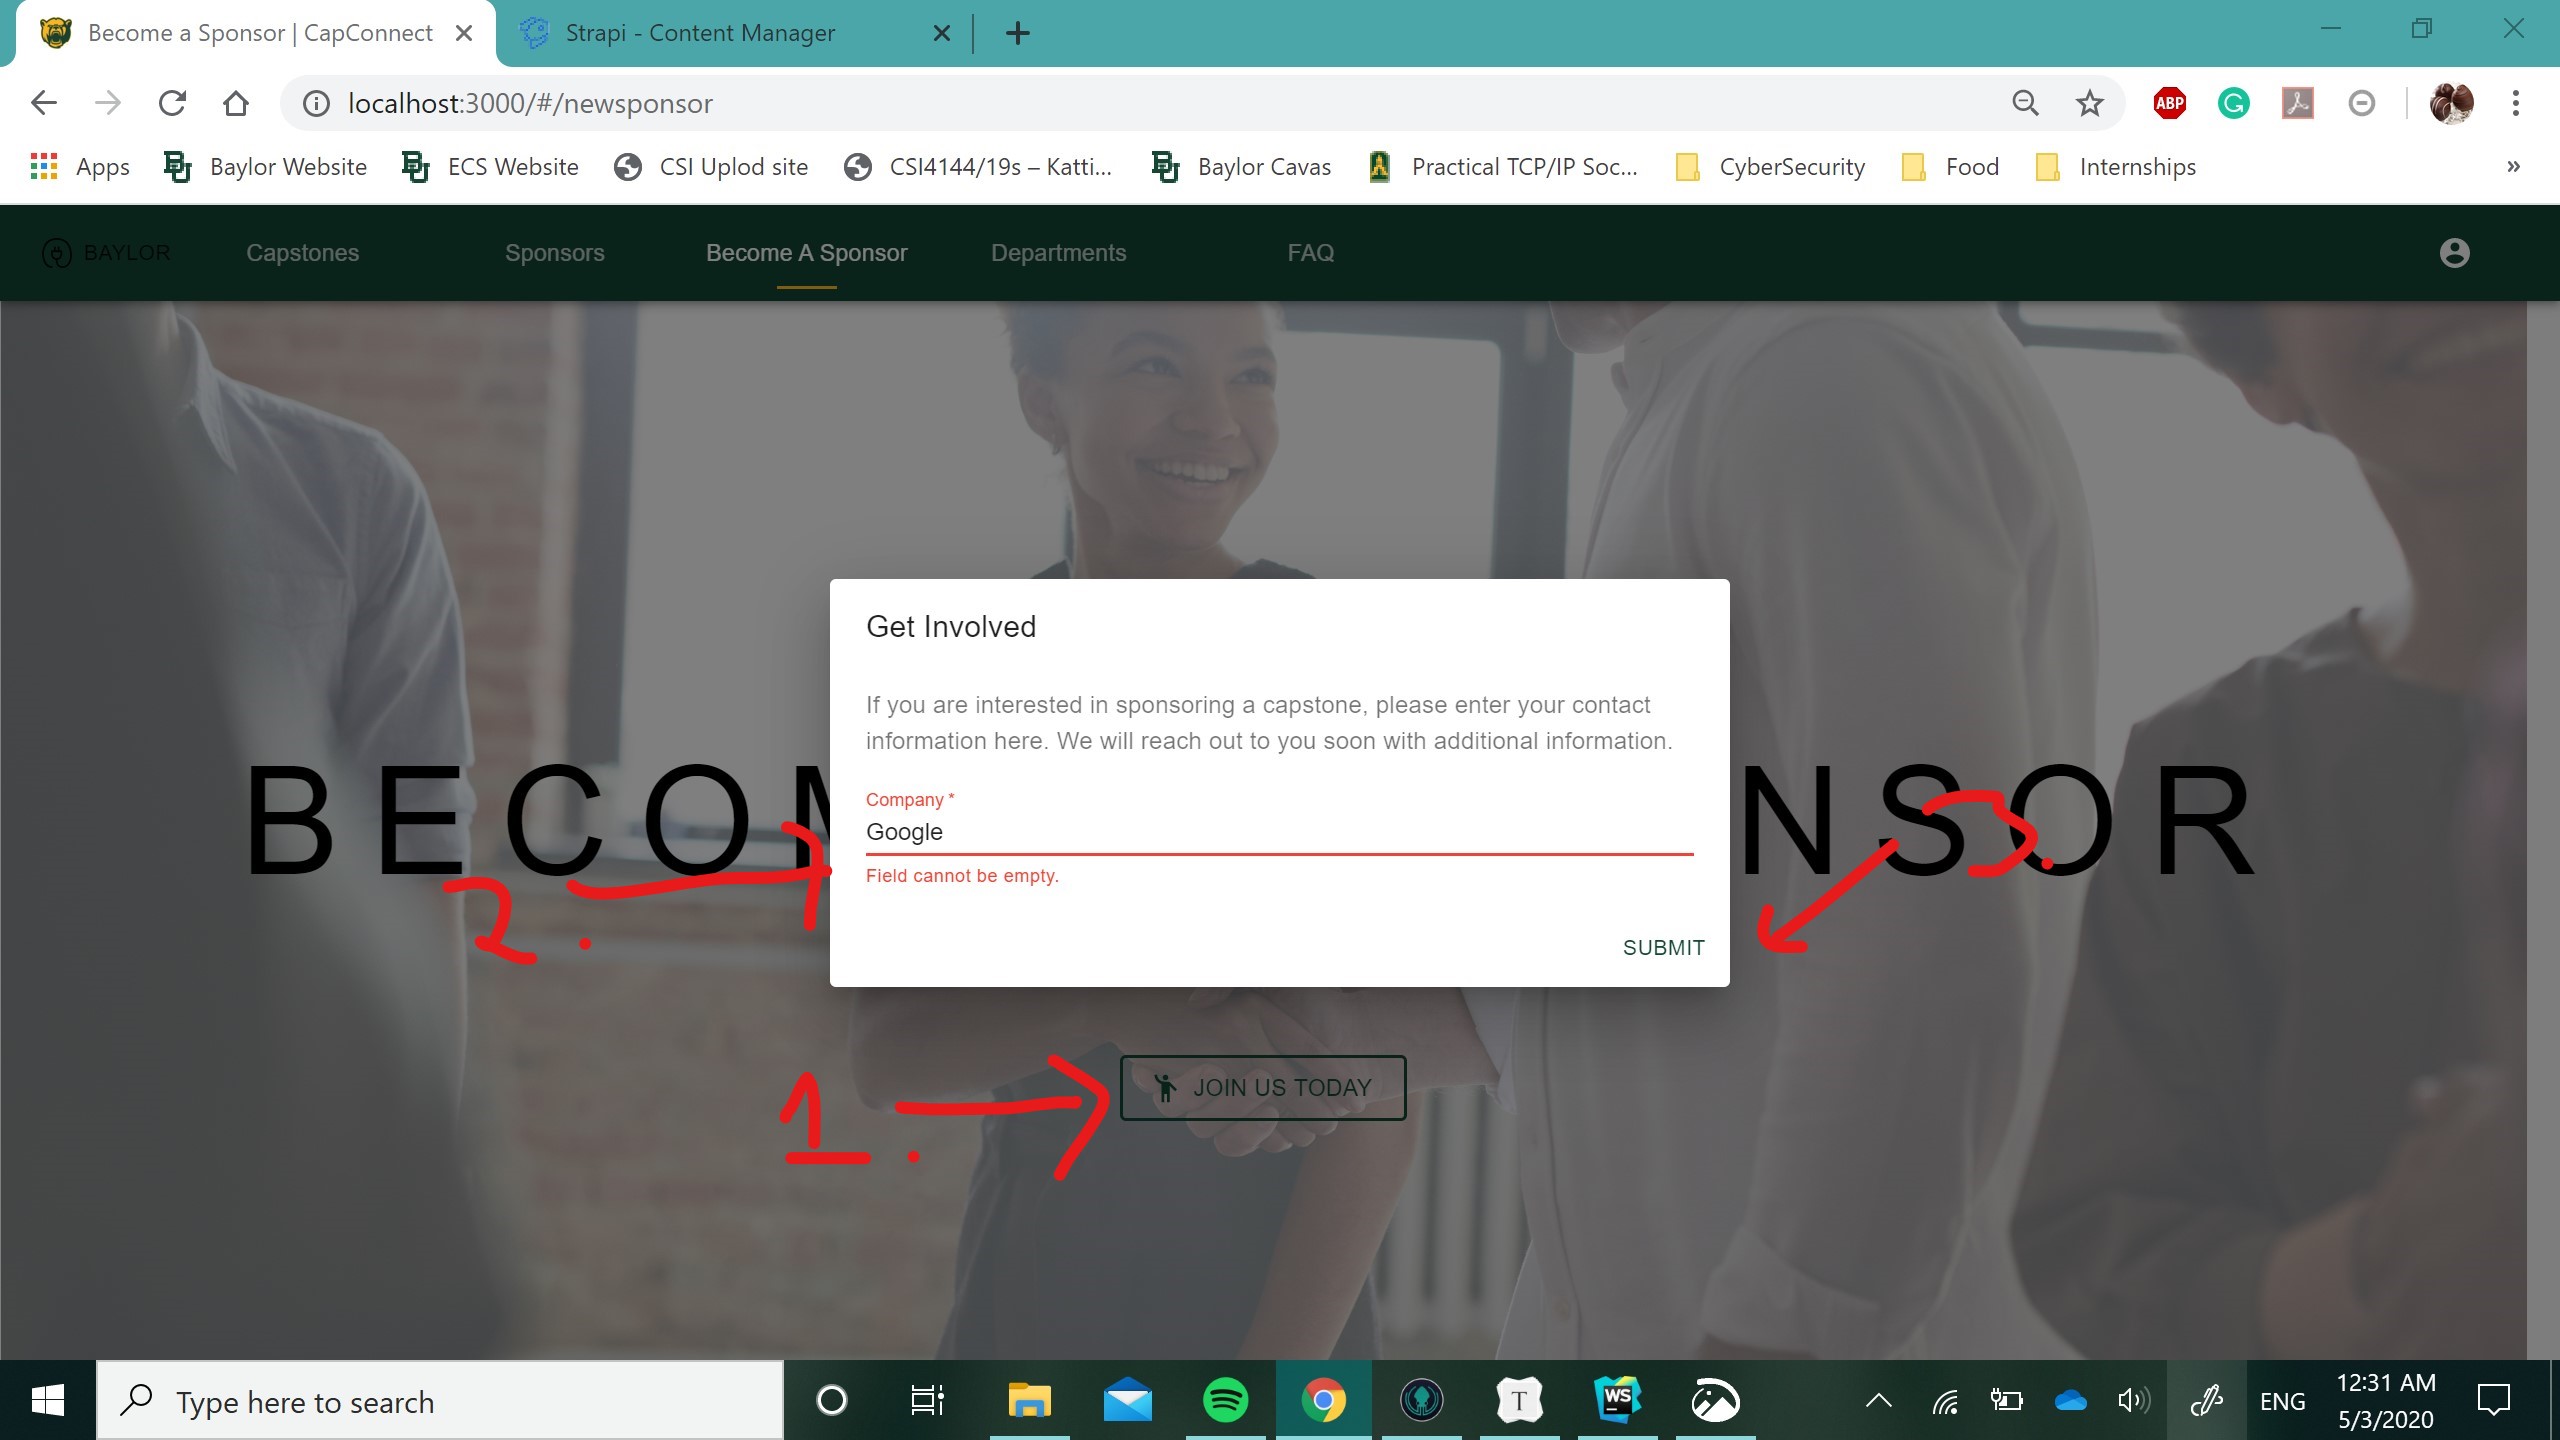 Become a Sponsor | CapConnect
Strapi - Content Manager
localhost:3000/#/newsponsor
ABP
Apps
Baylor Website
ECS Website
CSI Uplod site
CSI4144/19s – Katti...
Baylor Cavas
Practical TCP/IP Soc...
CyberSecurity
Food
Internships
»
BAYLOR
Capstones
Sponsors
Become A Sponsor
Departments
FAQ
Get Involved
If you are interested in sponsoring a capstone, please enter your contact
information here. We will reach out to you soon with additional information.
Company *
Google
Field cannot be empty.
SUBMIT
BECOM
NSOR
2.
3.
1.
JOIN US TODAY
Type here to search
T
WS
ENG
12:31 AM
5/3/2020